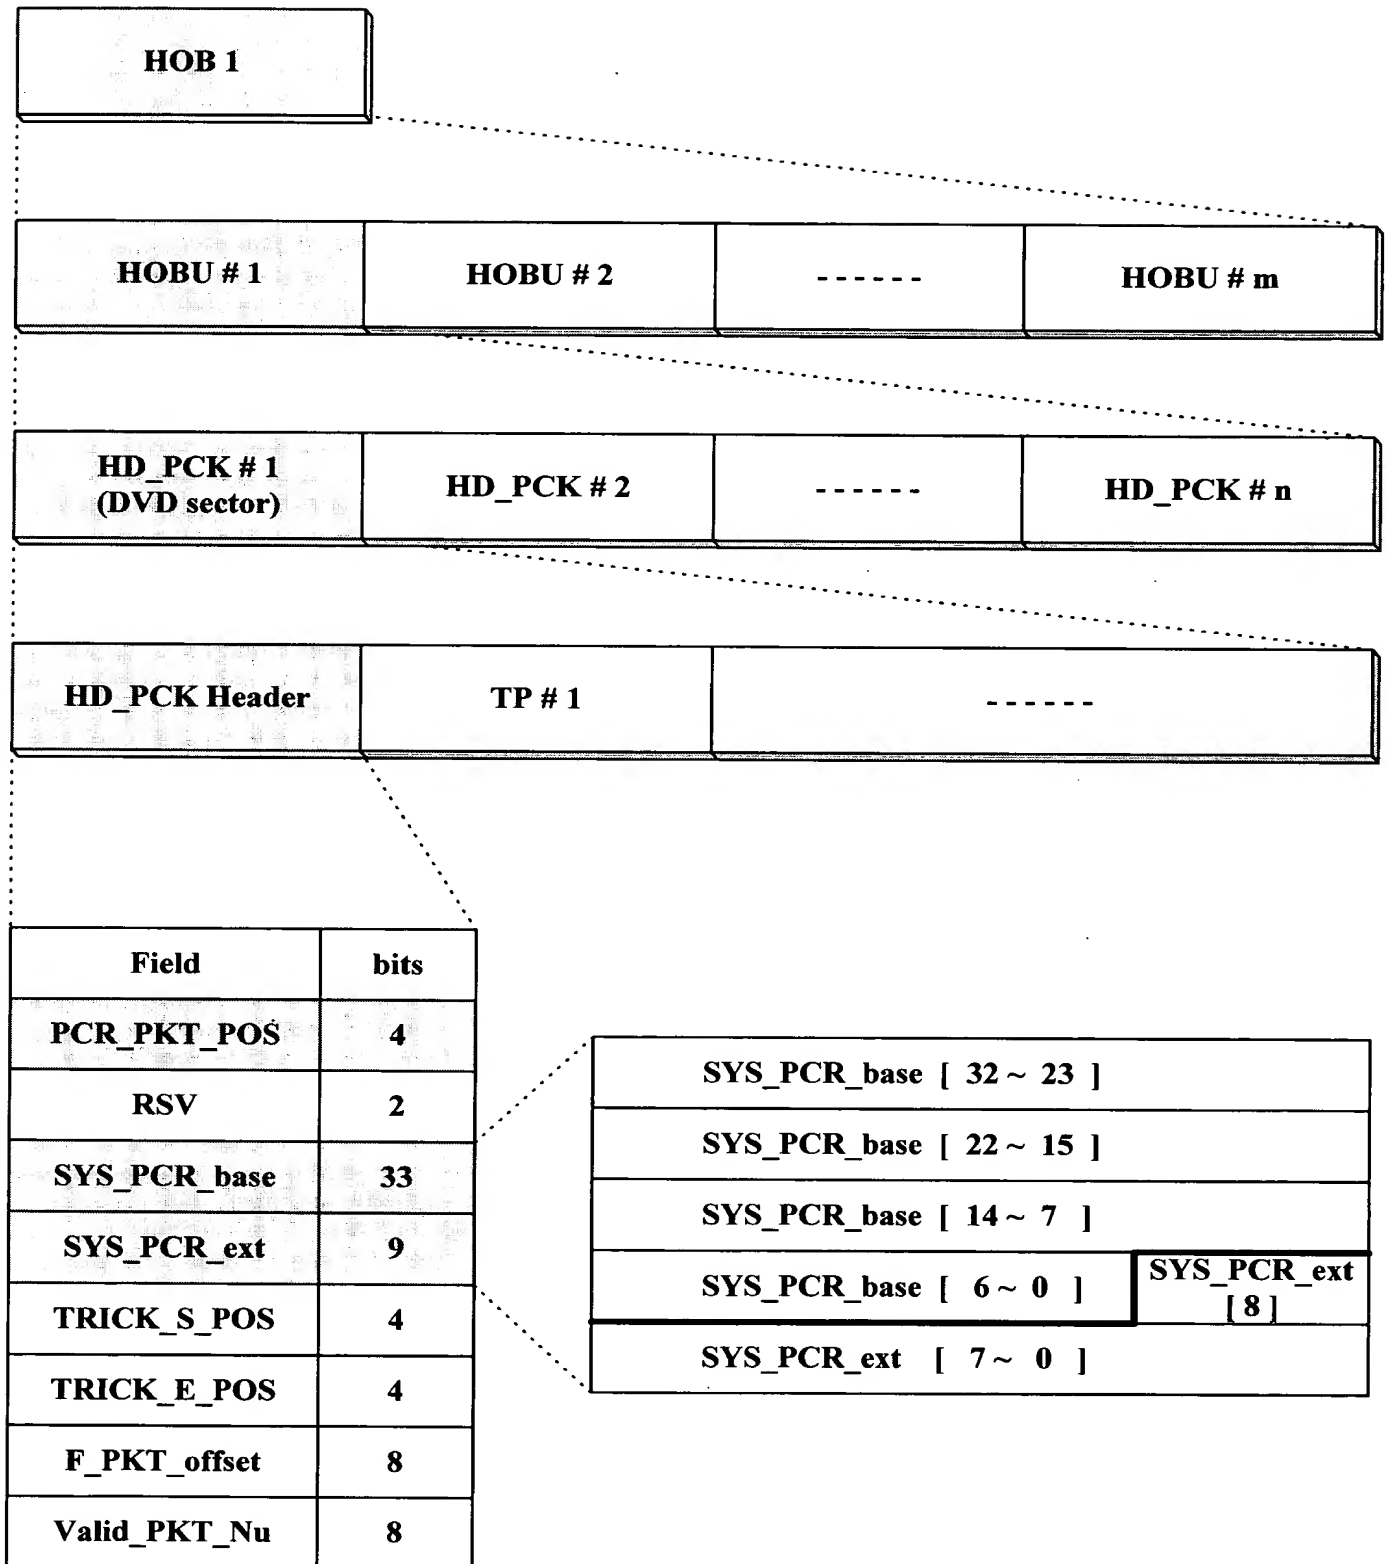 HOB 1
HOBU # 1 HOBU # 2 ------ HOBU # m
HD_PCK # 1
(DVD sector)
HD_PCK # 2 ------ HD_PCK # n
HD_PCK Header TP # 1 ------
Field bits
PCR_PKT_POS 4
RSV 2
SYS_PCR_base 33
SYS_PCR_ext 9
TRICK_S_POS 4
TRICK_E_POS 4
F_PKT_offset 8
Valid_PKT_Nu 8
SYS_PCR_base [ 32 ~ 23 ]
SYS_PCR_base [ 22 ~ 15 ]
SYS_PCR_base [ 14 ~ 7 ]
SYS_PCR_base [ 6 ~ 0 ]
SYS_PCR_ext
[ 8 ]
SYS_PCR_ext [ 7 ~ 0 ]